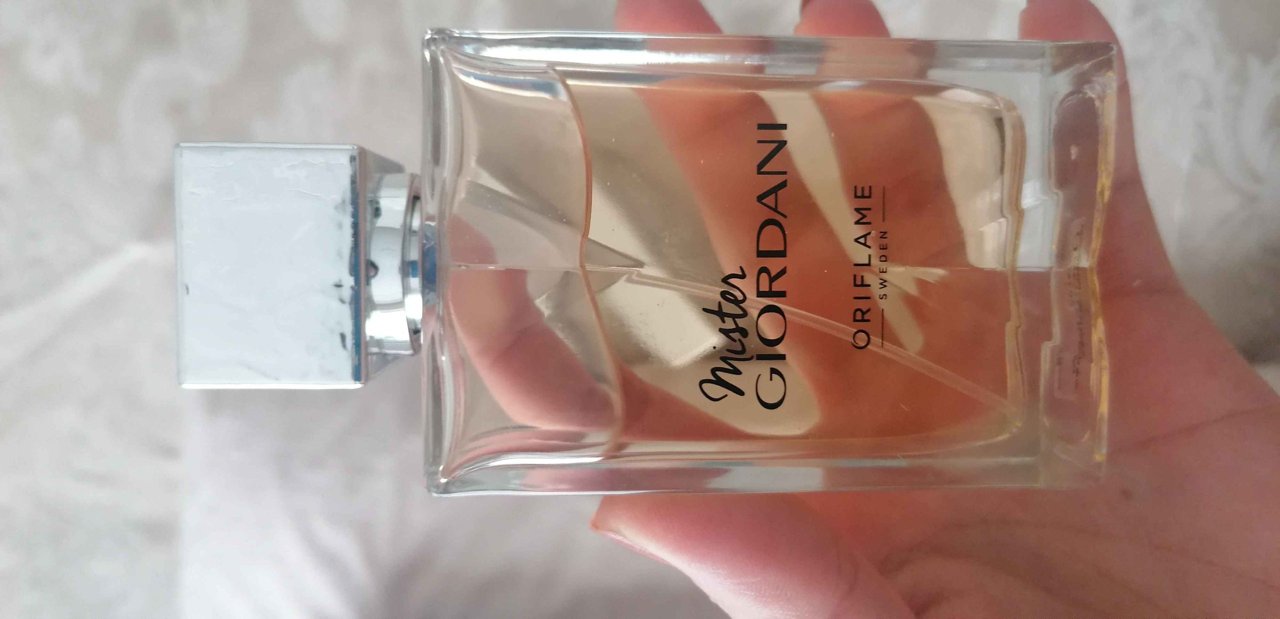 Mister
GIORDANI
ORIFLAME
SWEDEN